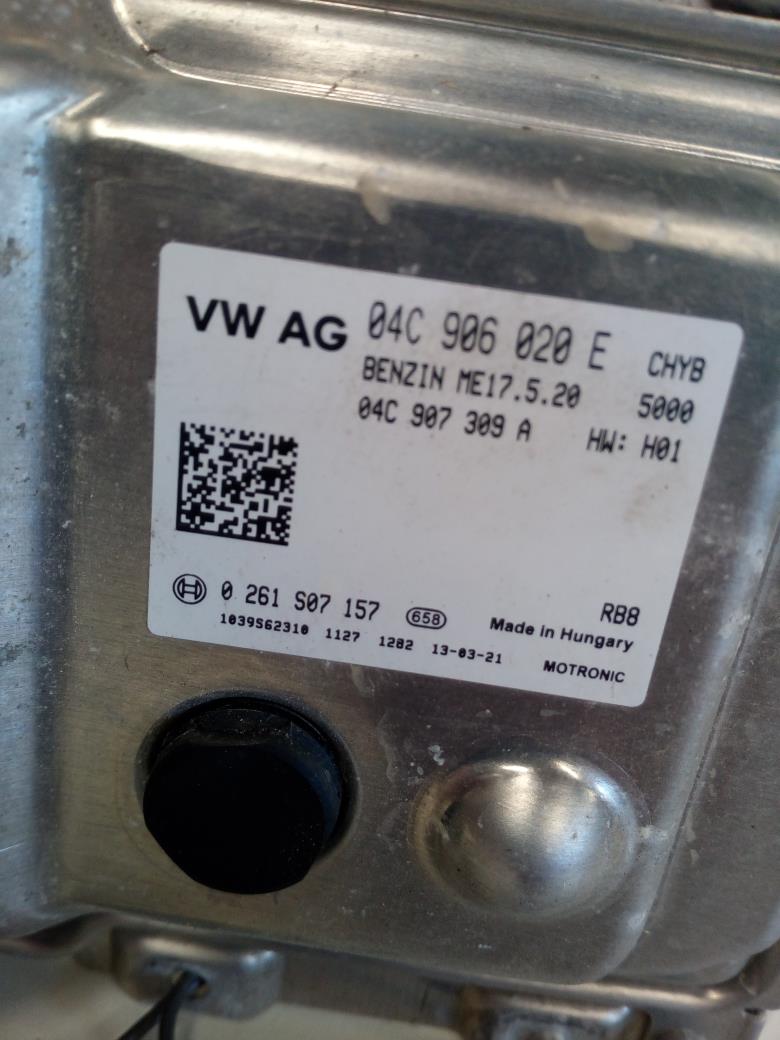 VW AG 04C 906 020 E CHYB
BENZIN ME17.5.20 5000
04C 907 309 A HW: H01
0 261 S07 157 658 RB8
Made in Hungary
1039S62310 1127 1282 13-03-21 MOTRONIC